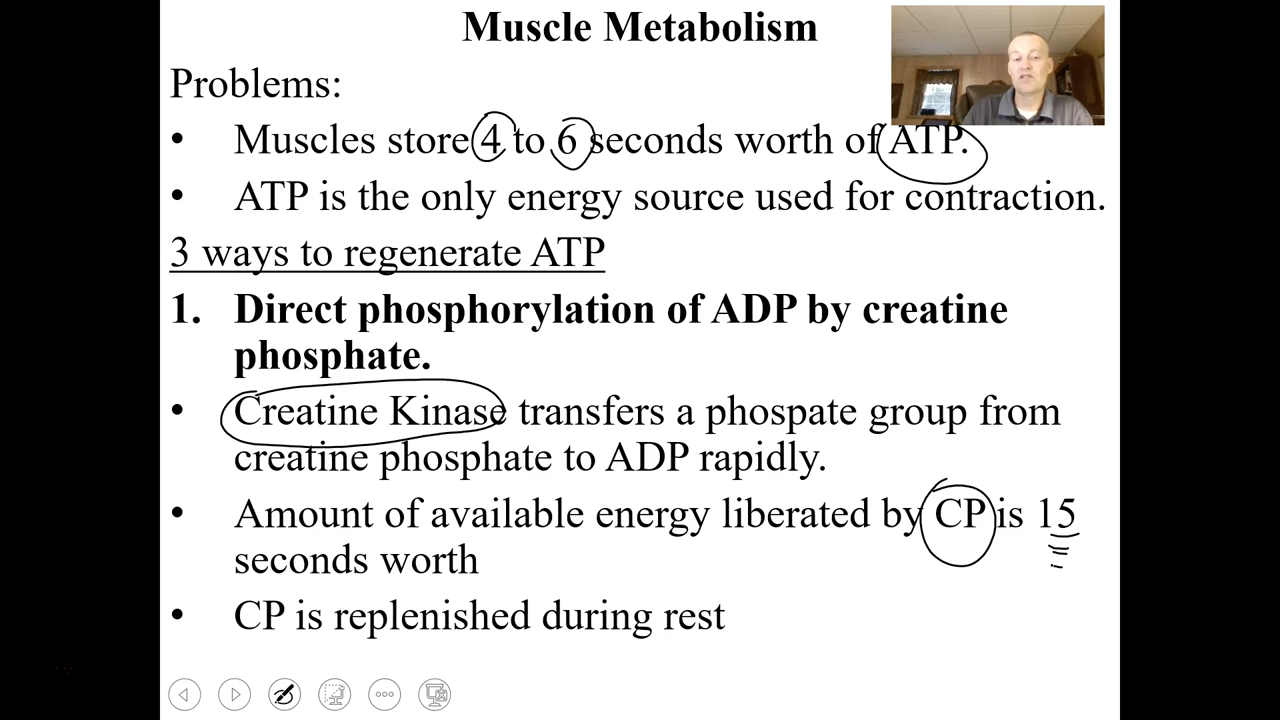 Muscle Metabolism
Problems:
• Muscles store 4 to 6 seconds worth of ATP.
• ATP is the only energy source used for contraction.
3 ways to regenerate ATP
1. Direct phosphorylation of ADP by creatine
phosphate.
• Creatine Kinase transfers a phospate group from
creatine phosphate to ADP rapidly.
• Amount of available energy liberated by CP is 15
seconds worth
• CP is replenished during rest